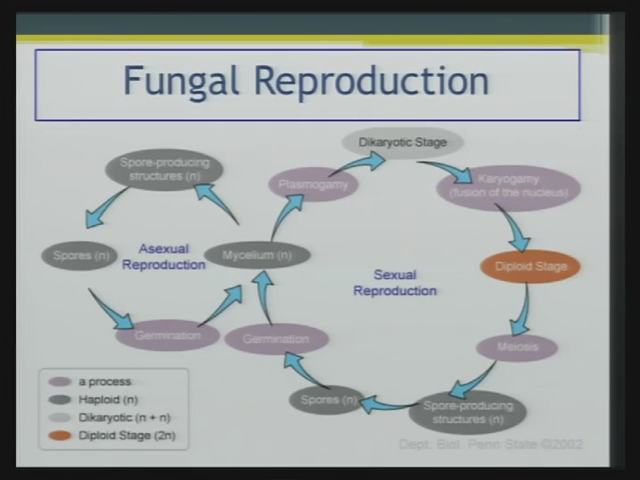 Fungal Reproduction
Dikaryotic Stage
Spore-producing
structures (n)
Plasmogamy
Karyogamy
(fusion of the nucleus)
Spores (n)
Asexual
Reproduction
Mycelium (n)
Sexual
Reproduction
Diploid Stage
Germination
Germination
Meiosis
Spores (n)
Spore-producing
structures (n)
a process
Haploid (n)
Dikaryotic (n + n)
Diploid Stage (2n)
Dept. Biol. Penn State ©2002